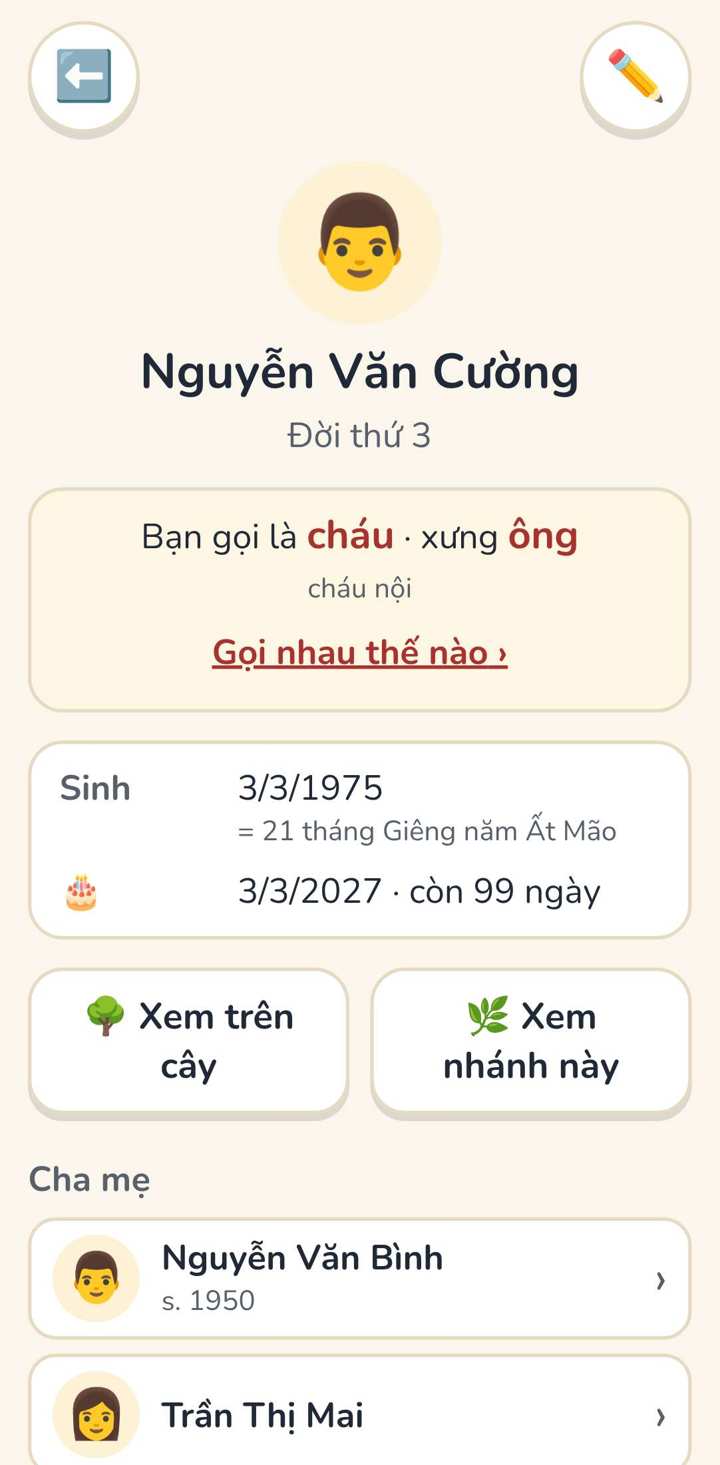 Nguyễn Văn Cường
Đời thứ 3
Bạn gọi là cháu · xưng ông
cháu nội
Gọi nhau thế nào ›
Sinh 3/3/1975
= 21 tháng Giêng năm Ất Mão
3/3/2027 · còn 99 ngày
Xem trên
cây
Xem
nhánh này
Cha mẹ
Nguyễn Văn Bình ›
s. 1950
Trần Thị Mai ›